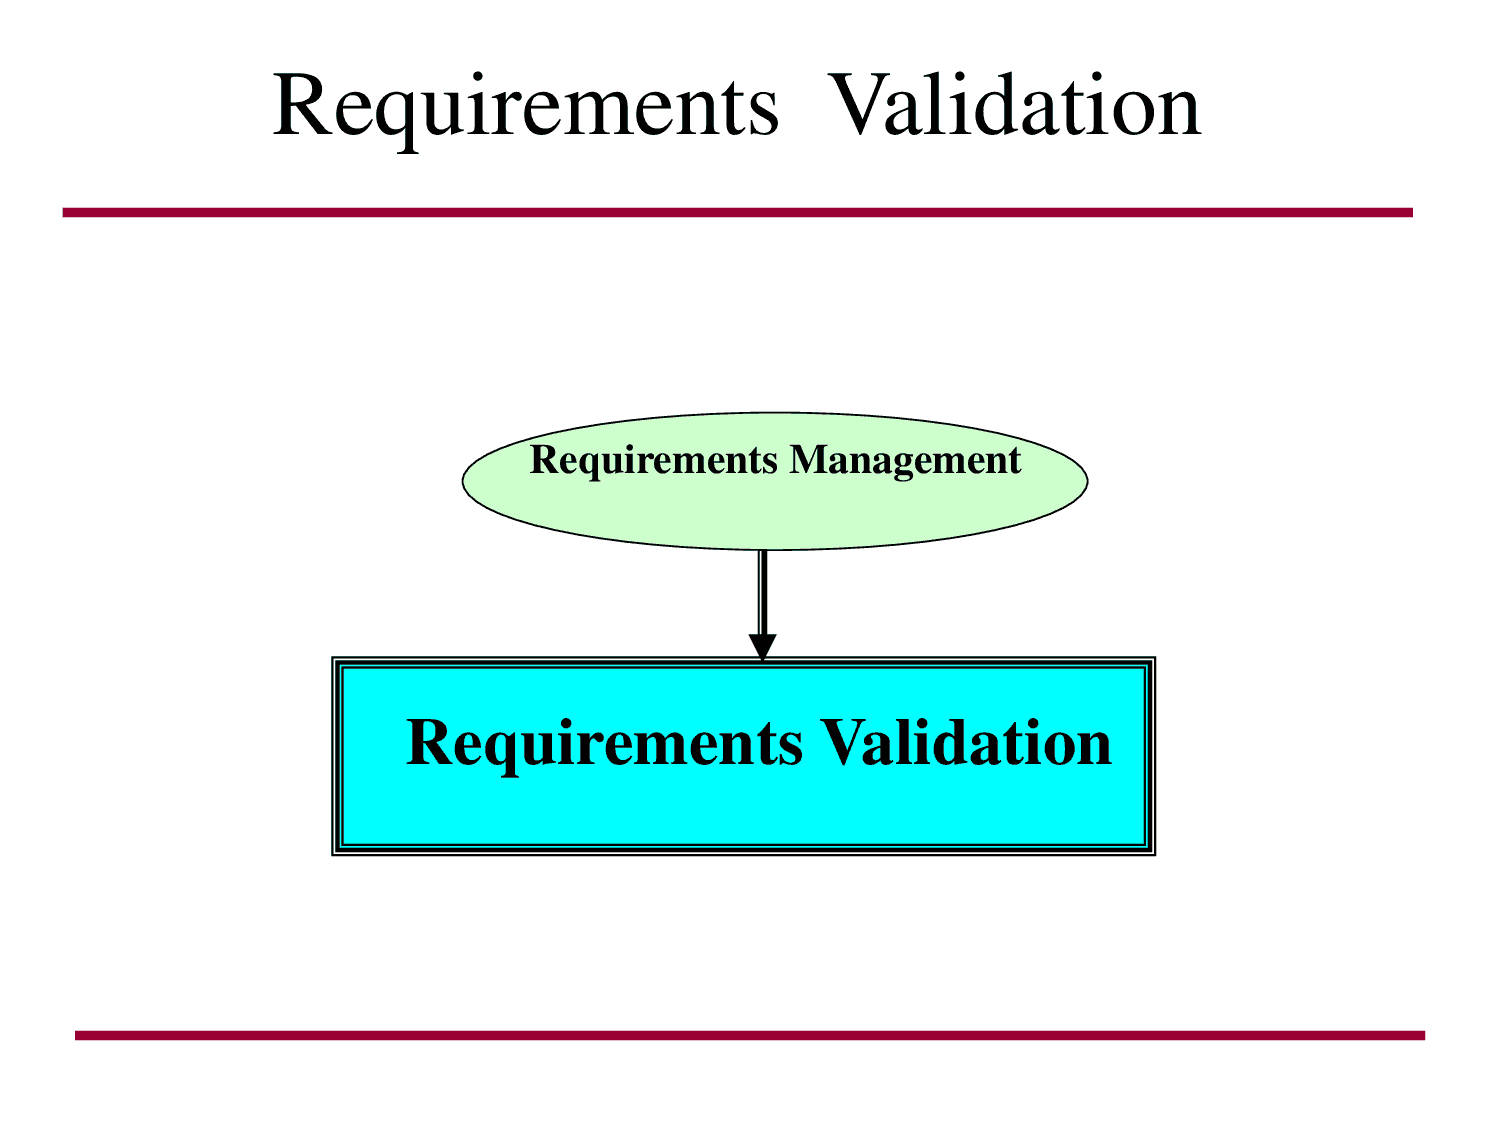 Requirements Validation
Requirements Management
Requirements Validation